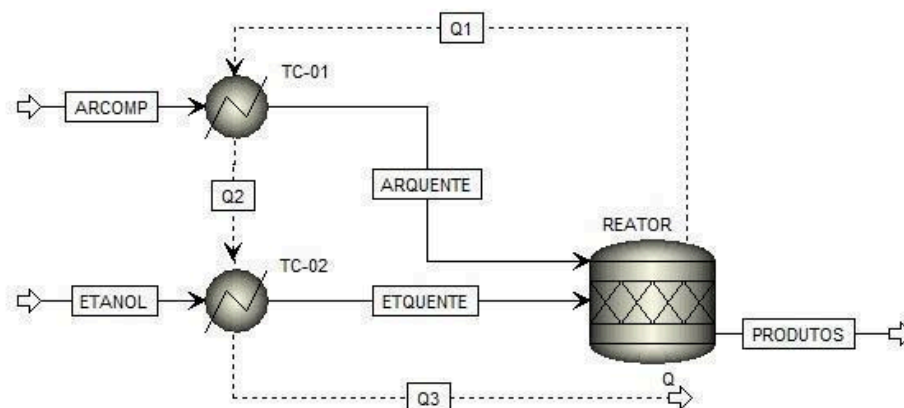 Q1
TC-01
ARCOMP
ARQUENTE
Q2
REATOR
TC-02
ETANOL
ETQUENTE
PRODUTOS
Q
Q3